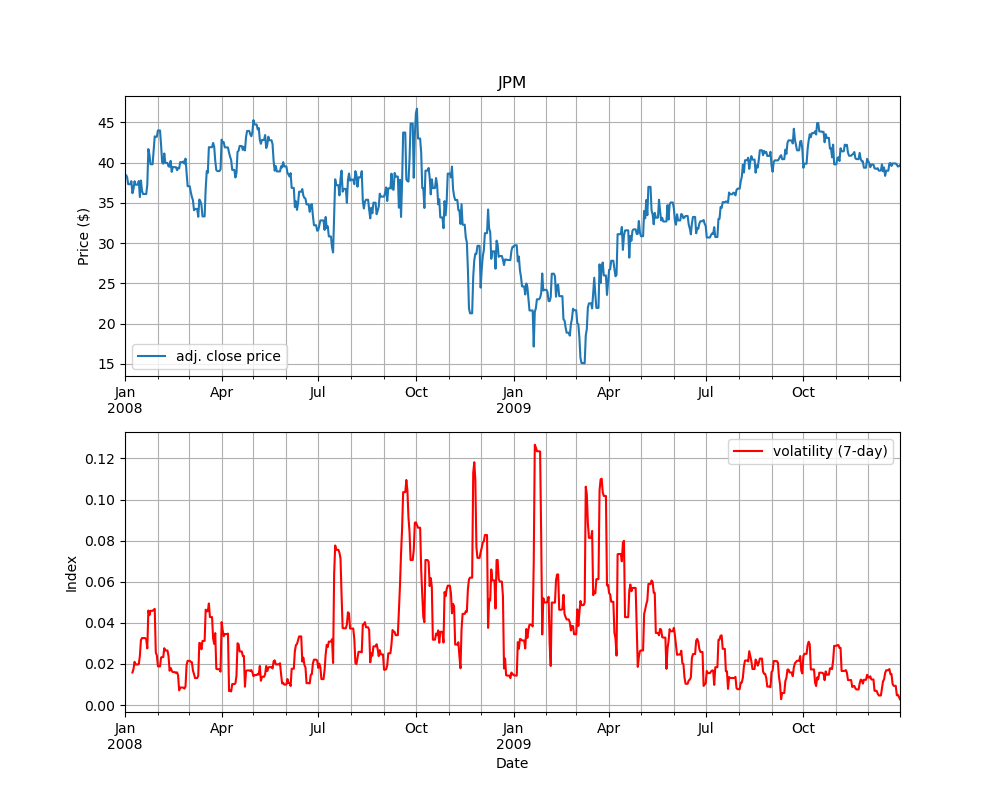 JPM
Price ($)
45
40
35
30
25
20
15
adj. close price
Jan Apr Jul Oct Jan Apr Jul Oct
2008 2009
Index
0.12
0.10
0.08
0.06
0.04
0.02
0.00
volatility (7-day)
Jan Apr Jul Oct Jan Apr Jul Oct
2008 2009
Date